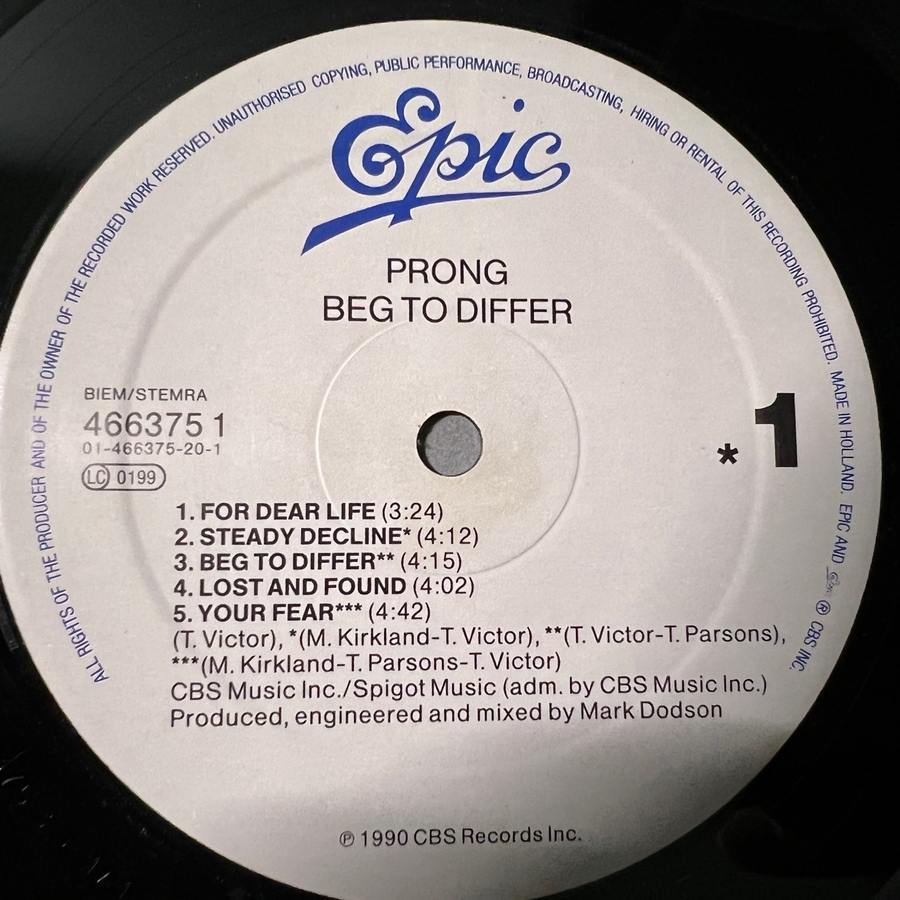 ALL RIGHTS OF THE PRODUCER AND OF THE OWNER OF THE RECORDED WORK RESERVED. UNAUTHORISED COPYING, PUBLIC PERFORMANCE, BROADCASTING, HIRING OR RENTAL OF THIS RECORDING PROHIBITED. MADE IN HOLLAND. EPIC AND Epic ® CBS INC.
Epic
PRONG
BEG TO DIFFER
BIEM/STEMRA
466375 1
01-466375-20-1
LC 0199
* 1
1. FOR DEAR LIFE (3:24)
2. STEADY DECLINE* (4:12)
3. BEG TO DIFFER** (4:15)
4. LOST AND FOUND (4:02)
5. YOUR FEAR*** (4:42)
(T. Victor), *(M. Kirkland-T. Victor), **(T. Victor-T. Parsons),
***(M. Kirkland-T. Parsons-T. Victor)
CBS Music Inc./Spigot Music (adm. by CBS Music Inc.)
Produced, engineered and mixed by Mark Dodson
℗ 1990 CBS Records Inc.